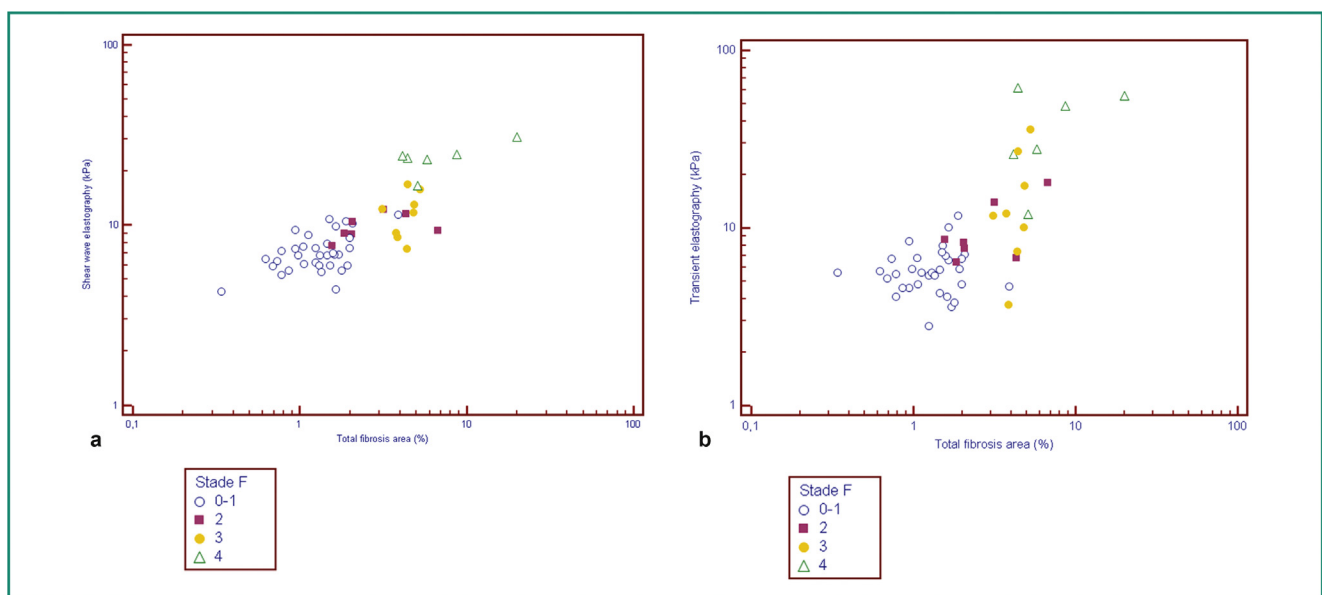 100
10
1
Shear wave elastography (kPa)
0,1
1
10
100
Total fibrosis area (%)
a
Stade F
0-1
2
3
4
100
10
1
Transient elastography (kPa)
0,1
1
10
100
Total fibrosis area (%)
b
Stade F
0-1
2
3
4